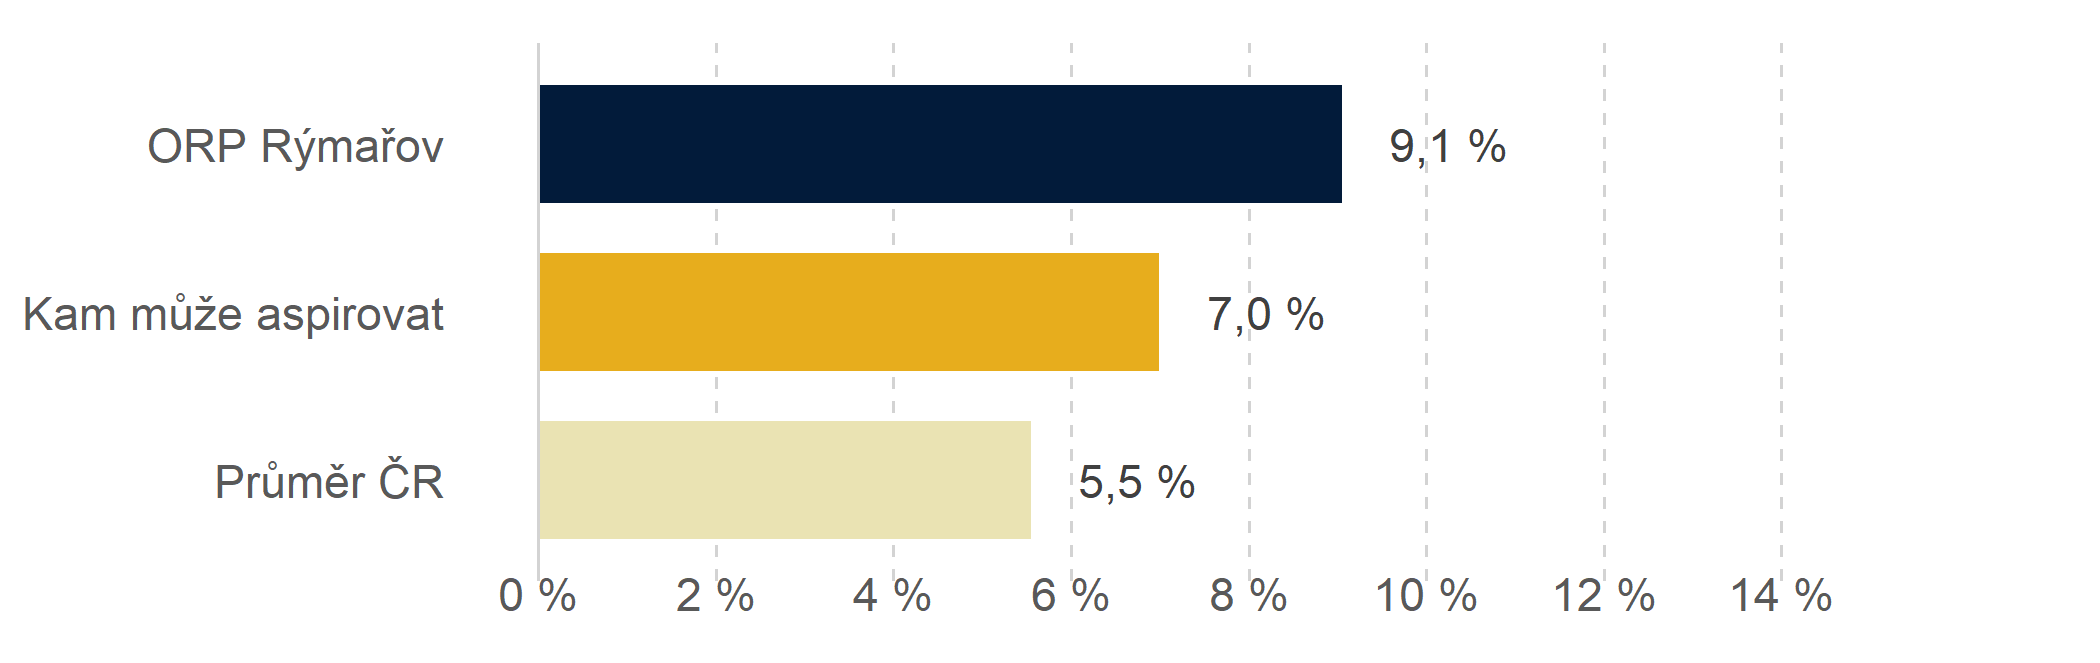 ORP Rýmařov
9,1 %
Kam může aspirovat
7,0 %
Průměr ČR
5,5 %
0 % 2 % 4 % 6 % 8 % 10 % 12 % 14 %